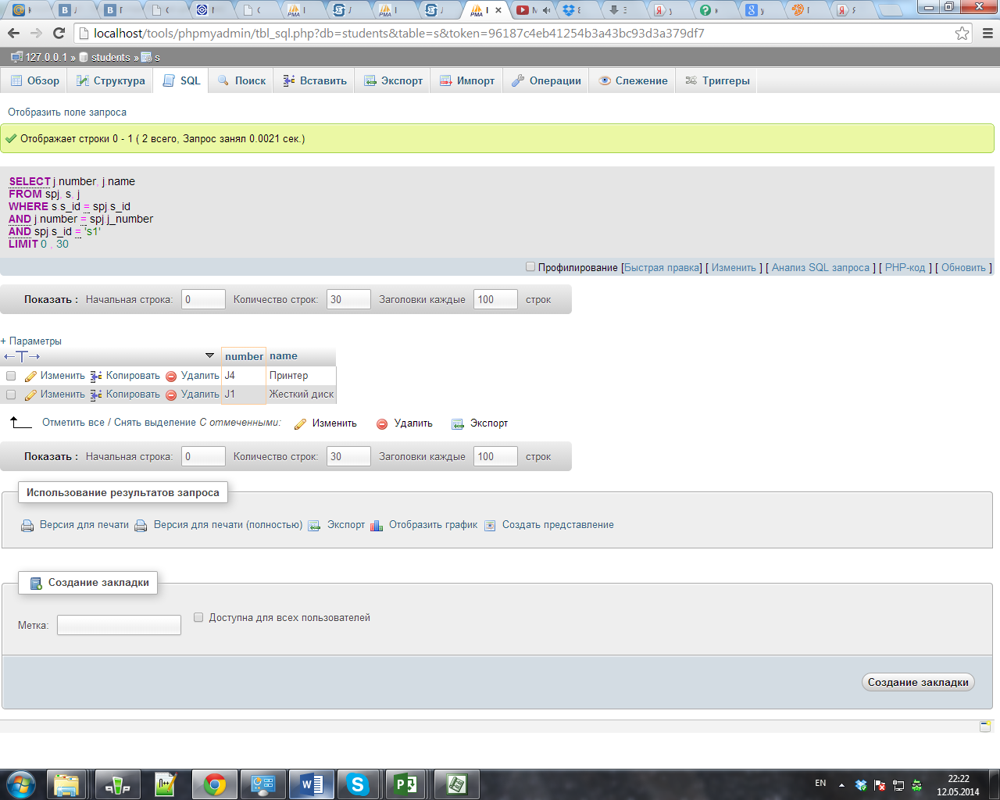 localhost/tools/phpmyadmin/tbl_sql.php?db=students&table=s&token=96187c4eb41254b3a43bc93d3a379df7
127.0.0.1 » students » s
Обзор Структура SQL Поиск Вставить Экспорт Импорт Операции Слежение Триггеры
Отобразить поле запроса
Отображает строки 0 - 1 ( 2 всего, Запрос занял 0.0021 сек.)
SELECT j.number, j.name
FROM spj, s, j
WHERE s.s_id = spj.s_id
AND j.number = spj.j_number
AND spj.s_id = 's1'
LIMIT 0 , 30
Профилирование [Быстрая правка] [ Изменить ] [ Анализ SQL запроса ] [ PHP-код ] [ Обновить ]
Показать : Начальная строка: 0 Количество строк: 30 Заголовки каждые 100 строк
+ Параметры
←T→ number name
Изменить Копировать Удалить J4 Принтер
Изменить Копировать Удалить J1 Жесткий диск
Отметить все / Снять выделение С отмеченными: Изменить Удалить Экспорт
Показать : Начальная строка: 0 Количество строк: 30 Заголовки каждые 100 строк
Использование результатов запроса
Версия для печати Версия для печати (полностью) Экспорт Отобразить график Создать представление
Создание закладки
Метка: Доступна для всех пользователей
Создание закладки
EN 22:22
12.05.2014